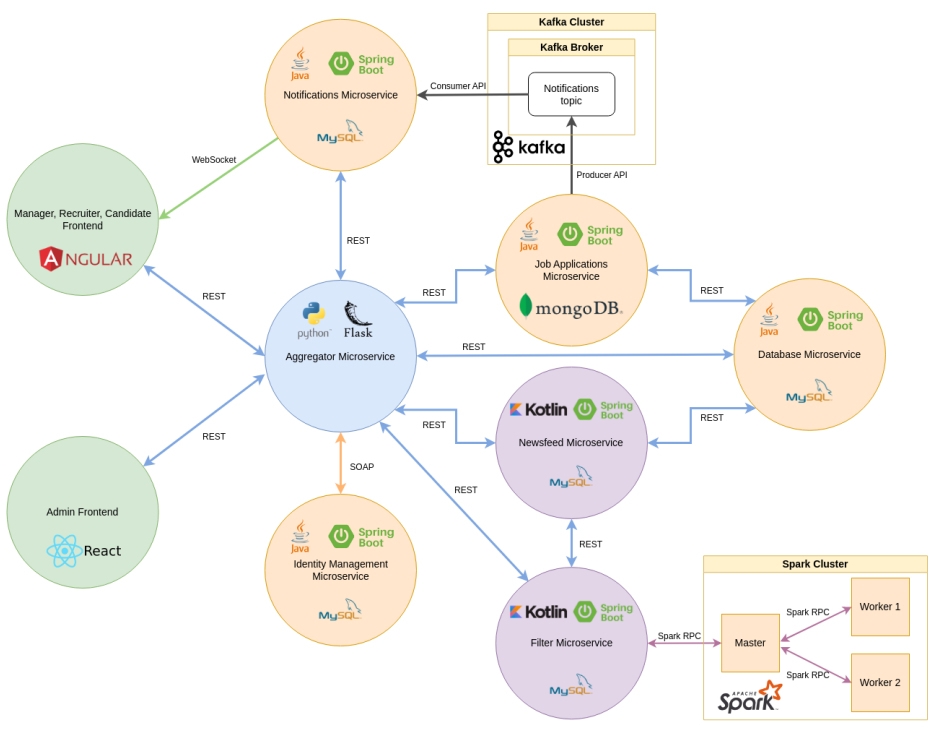 Kafka Cluster
Kafka Broker
Notifications
topic
kafka
Consumer API
Producer API
Java
Spring
Boot
Notifications Microservice
MySQL
WebSocket
Manager, Recruiter, Candidate
Frontend
ANGULAR
REST
REST
Java
Spring
Boot
Job Applications
Microservice
mongoDB
REST
REST
python
Flask
Aggregator Microservice
REST
Java
Spring
Boot
Database Microservice
MySQL
REST
Kotlin
Spring
Boot
Newsfeed Microservice
MySQL
REST
REST
Admin Frontend
React
SOAP
REST
REST
Java
Spring
Boot
Identity Management
Microservice
MySQL
Kotlin
Spring
Boot
Filter Microservice
MySQL
Spark RPC
Spark Cluster
Master
Spark RPC
Spark RPC
Worker 1
Worker 2
APACHE
Spark